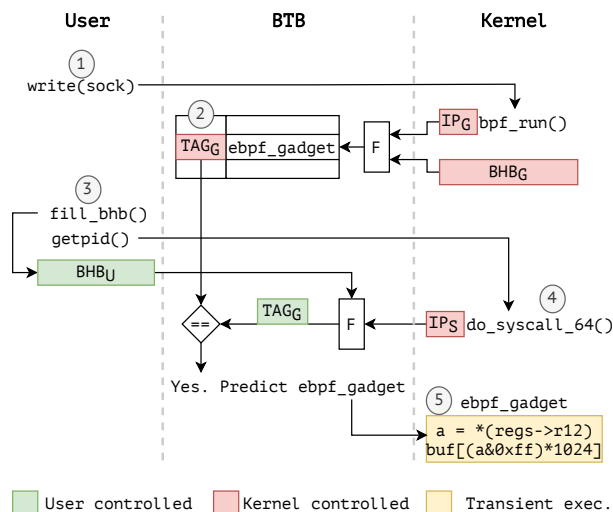 User BTB Kernel
1
write(sock)
2
IPG bpf_run()
TAGG ebpf_gadget F
BHBG
3
fill_bhb()
getpid()
BHBU
TAGG
4
== F IPS do_syscall_64()
Yes. Predict ebpf_gadget
5 ebpf_gadget
a = *(regs->r12)
buf[(a&0xff)*1024]
User controlled Kernel controlled Transient exec.